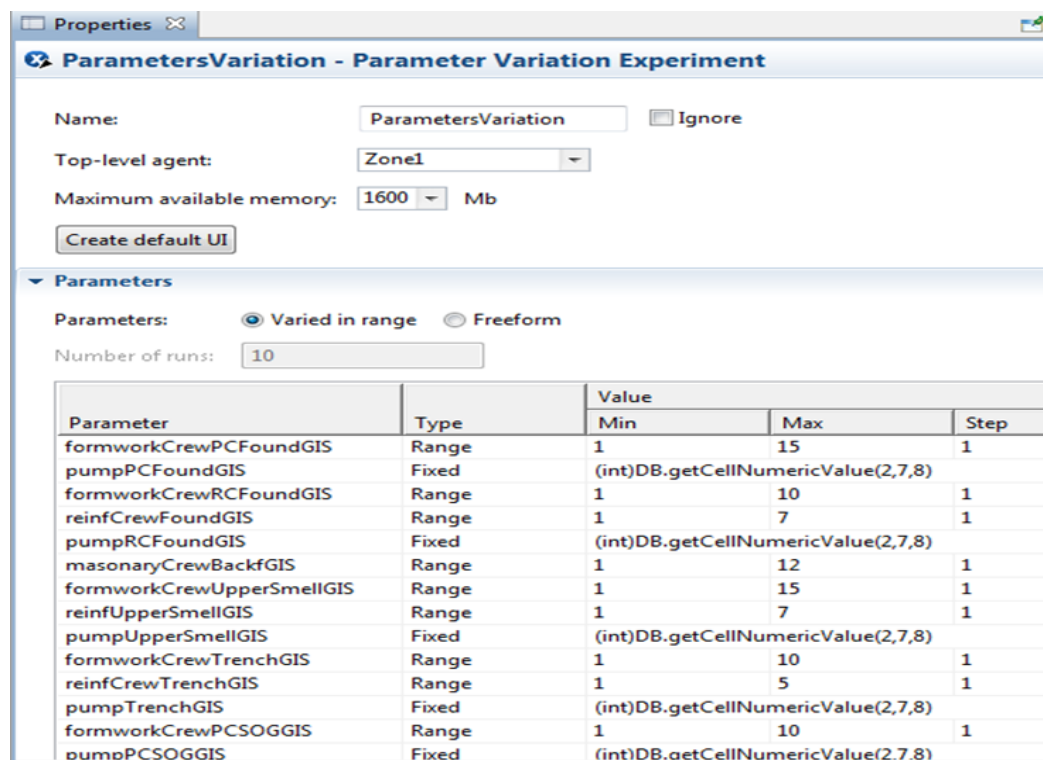 Properties
ParametersVariation - Parameter Variation Experiment
Name: ParametersVariation Ignore
Top-level agent: Zone1
Maximum available memory: 1600 Mb
Create default UI
Parameters
Parameters: Varied in range Freeform
Number of runs: 10
Value
Parameter Type Min Max Step
formworkCrewPCFoundGIS Range 1 15 1
pumpPCFoundGIS Fixed (int)DB.getCellNumericValue(2,7,8)
formworkCrewRCFoundGIS Range 1 10 1
reinfCrewFoundGIS Range 1 7 1
pumpRCFoundGIS Fixed (int)DB.getCellNumericValue(2,7,8)
masonaryCrewBackfGIS Range 1 12 1
formworkCrewUpperSmellGIS Range 1 15 1
reinfUpperSmellGIS Range 1 7 1
pumpUpperSmellGIS Fixed (int)DB.getCellNumericValue(2,7,8)
formworkCrewTrenchGIS Range 1 10 1
reinfCrewTrenchGIS Range 1 5 1
pumpTrenchGIS Fixed (int)DB.getCellNumericValue(2,7,8)
formworkCrewPCSOGGIS Range 1 10 1
pumpPCSOGGIS Fixed (int)DB.getCellNumericValue(2,7,8)